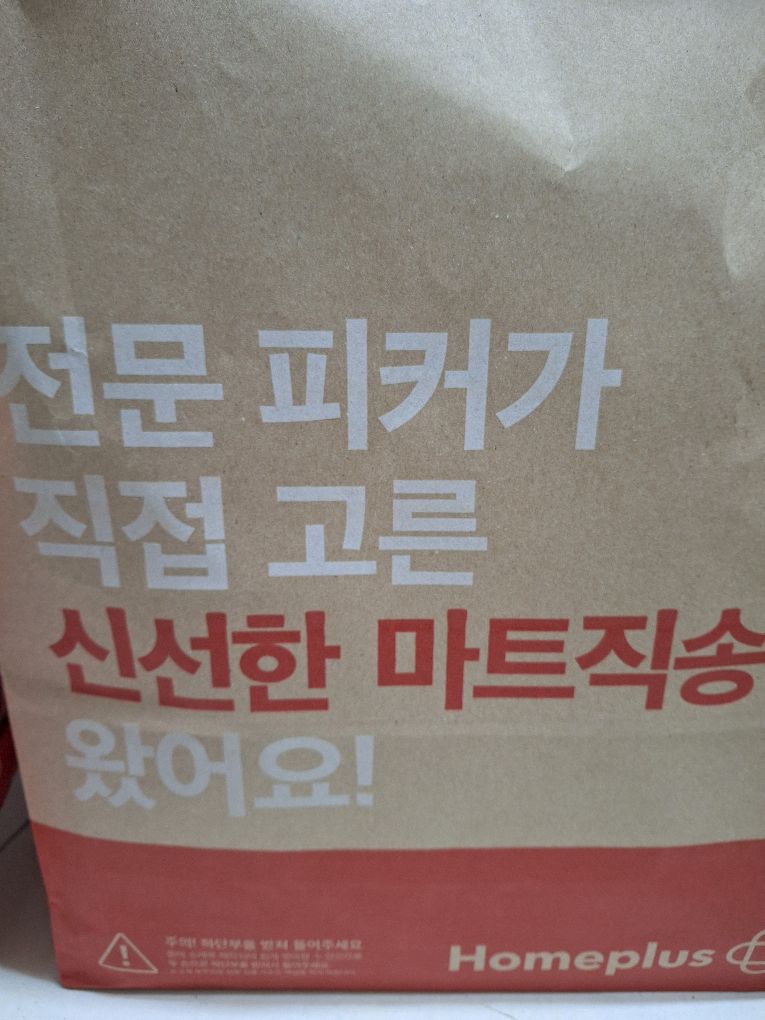 전문 피커가
직접 고른
신선한 마트직송
왔어요!
주의! 하단부를 받쳐 들어주세요
Homeplus